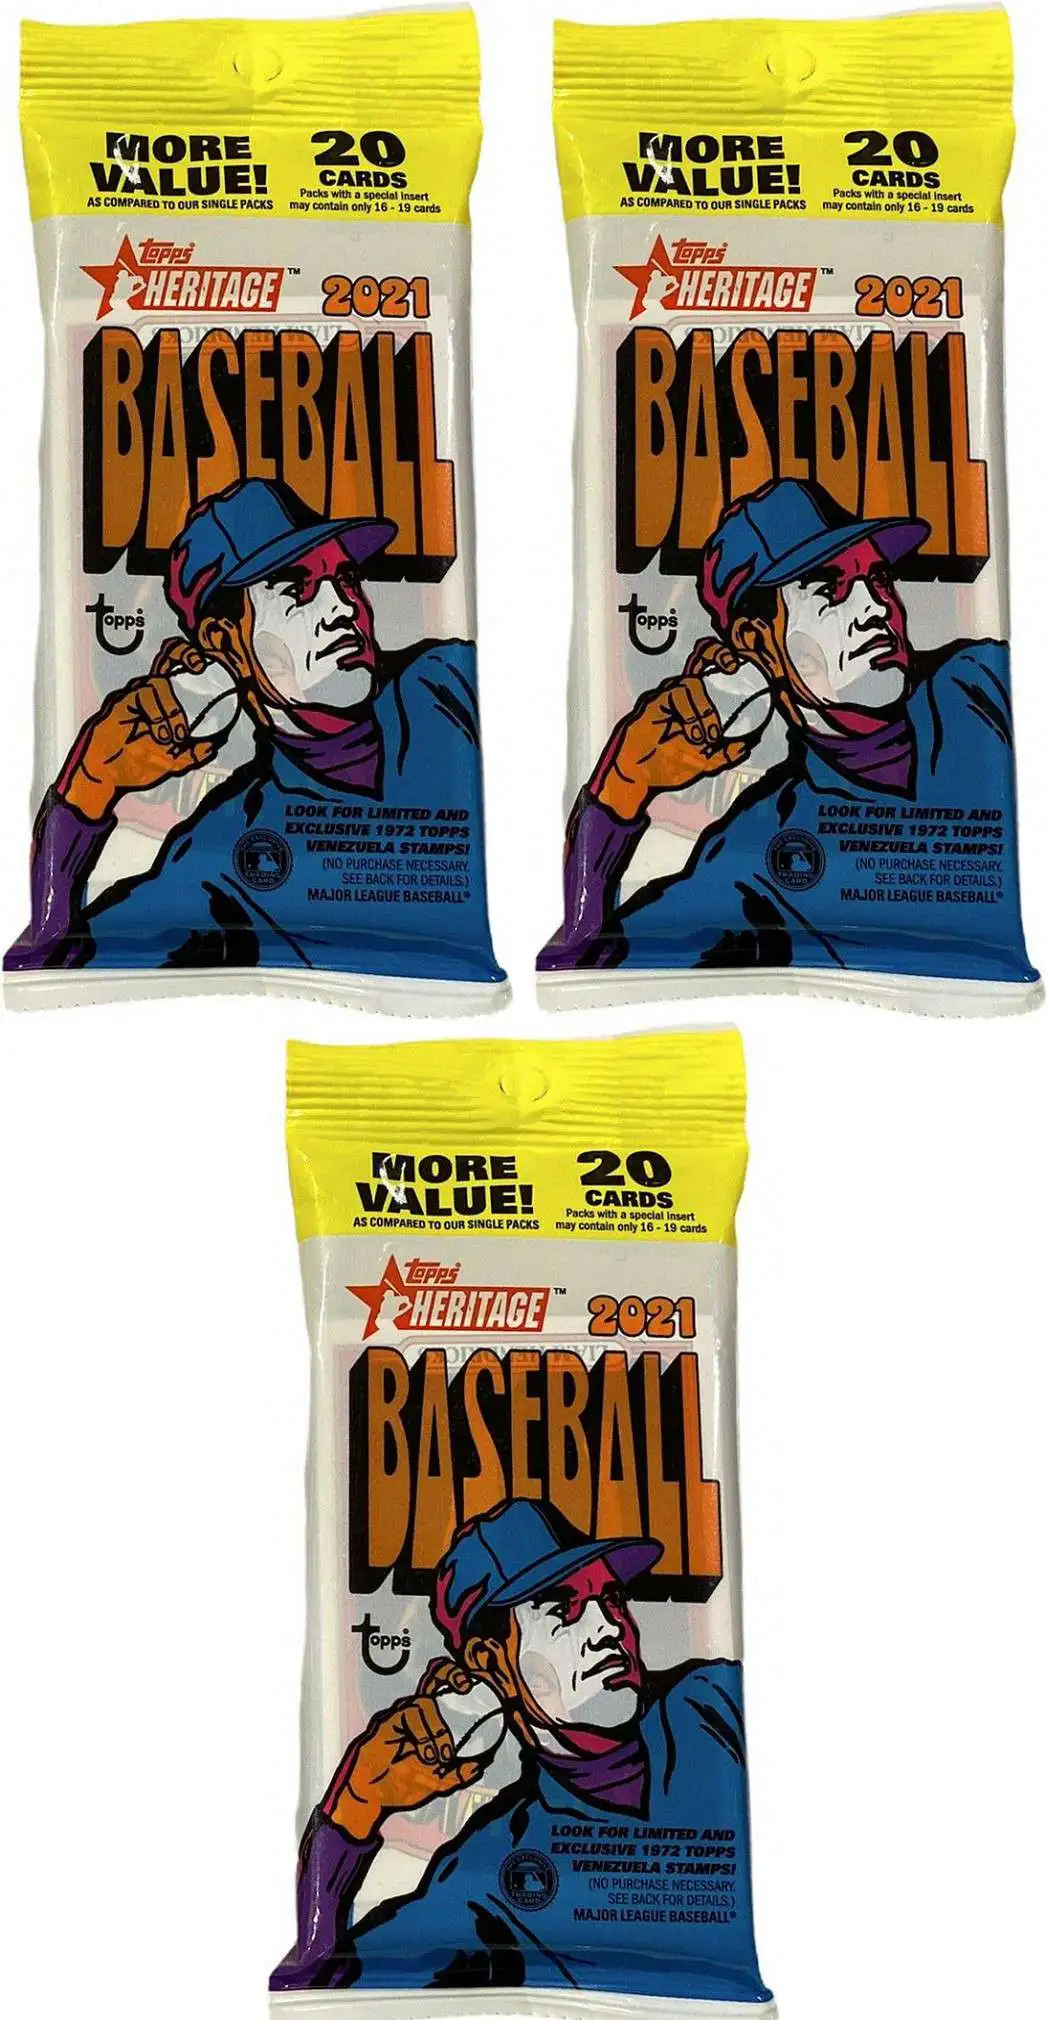 MORE
VALUE!
AS COMPARED TO OUR SINGLE PACKS
20
CARDS
Packs with a special insert
may contain only 16 - 19 cards
topps
HERITAGE™
2021
BASEBALL
topps
LOOK FOR LIMITED AND
EXCLUSIVE 1972 TOPPS
VENEZUELA STAMPS!
(NO PURCHASE NECESSARY.
SEE BACK FOR DETAILS.)
MAJOR LEAGUE BASEBALL®
MORE
VALUE!
AS COMPARED TO OUR SINGLE PACKS
20
CARDS
Packs with a special insert
may contain only 16 - 19 cards
topps
HERITAGE™
2021
BASEBALL
topps
LOOK FOR LIMITED AND
EXCLUSIVE 1972 TOPPS
VENEZUELA STAMPS!
(NO PURCHASE NECESSARY.
SEE BACK FOR DETAILS.)
MAJOR LEAGUE BASEBALL®
MORE
VALUE!
AS COMPARED TO OUR SINGLE PACKS
20
CARDS
Packs with a special insert
may contain only 16 - 19 cards
topps
HERITAGE™
2021
BASEBALL
topps
LOOK FOR LIMITED AND
EXCLUSIVE 1972 TOPPS
VENEZUELA STAMPS!
(NO PURCHASE NECESSARY.
SEE BACK FOR DETAILS.)
MAJOR LEAGUE BASEBALL®